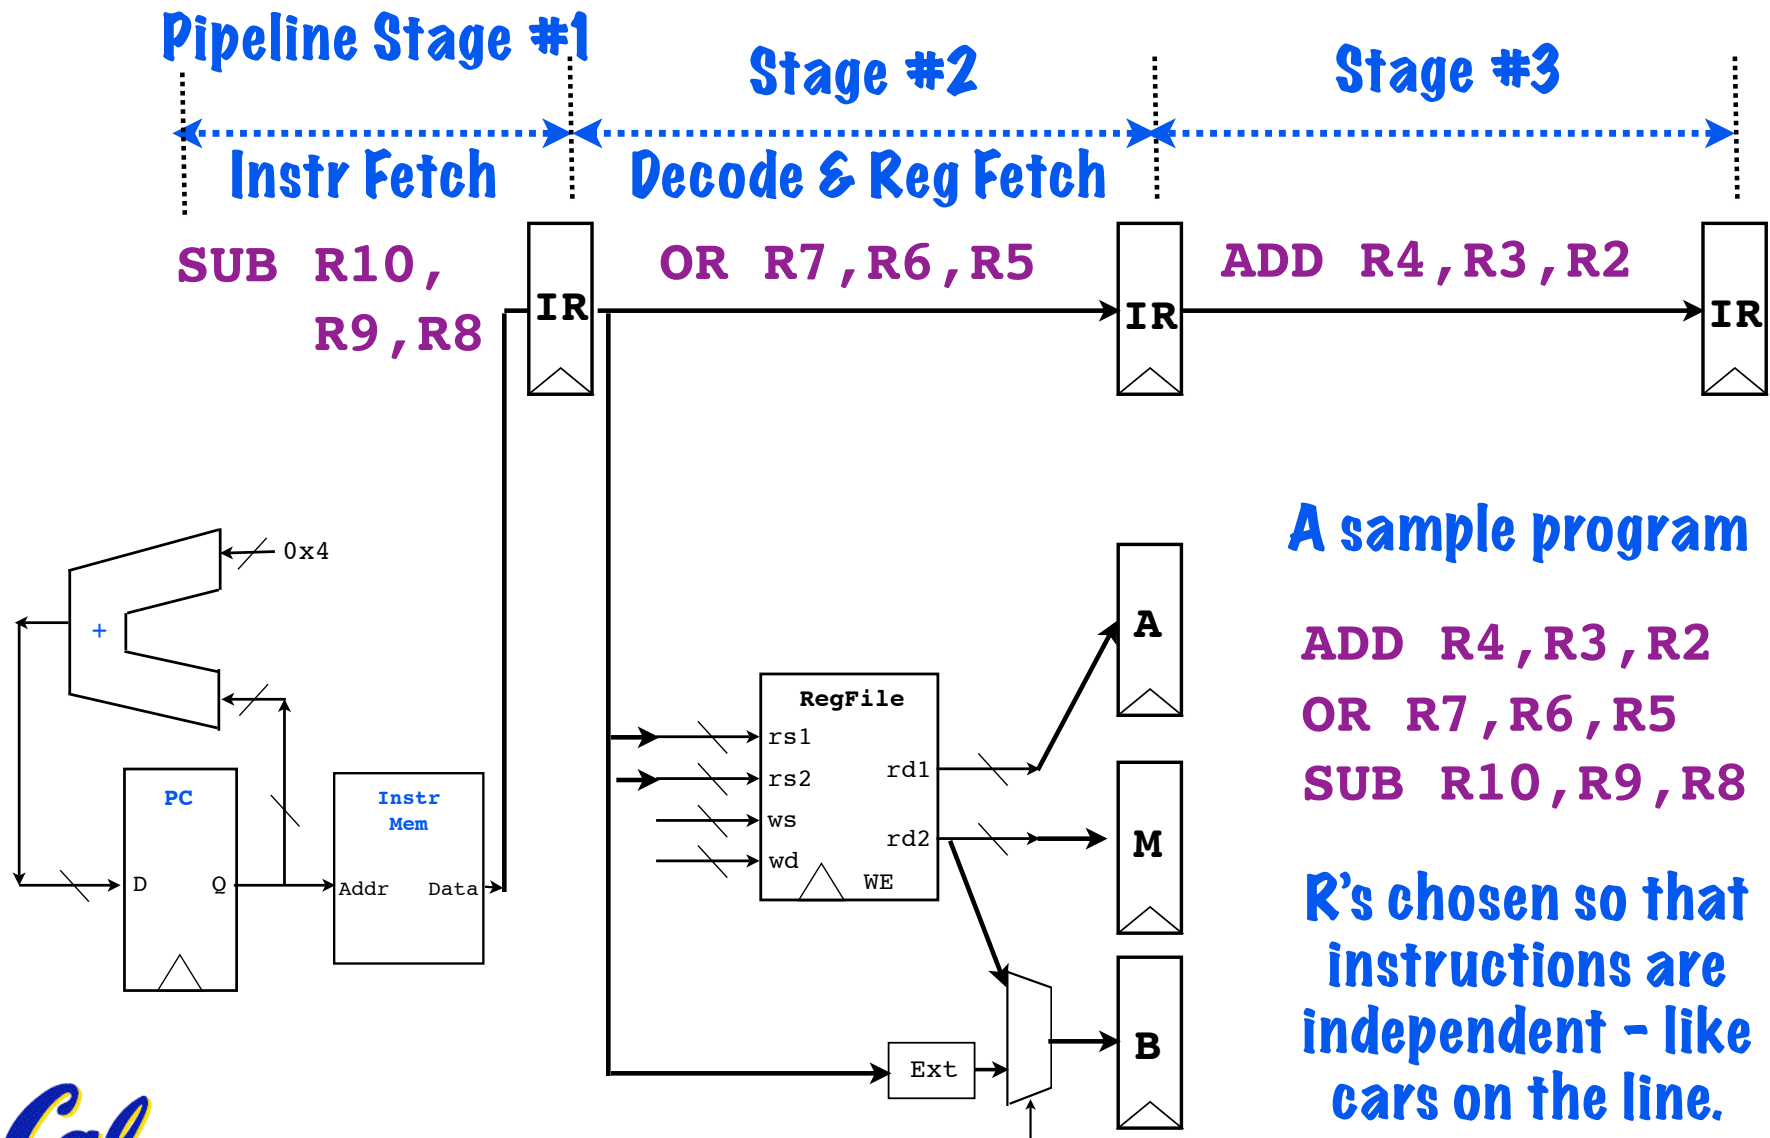 Pipeline Stage #1
Stage #2
Stage #3
Instr Fetch
Decode & Reg Fetch
SUB R10,
R9,R8
IR
OR R7,R6,R5
IR
ADD R4,R3,R2
IR
0x4
+
PC
D
Q
Instr
Mem
Addr
Data
RegFile
rs1
rs2
ws
wd
rd1
rd2
WE
Ext
A
M
B
A sample program
ADD R4,R3,R2
OR R7,R6,R5
SUB R10,R9,R8
R's chosen so that
instructions are
independent - like
cars on the line.
Cal